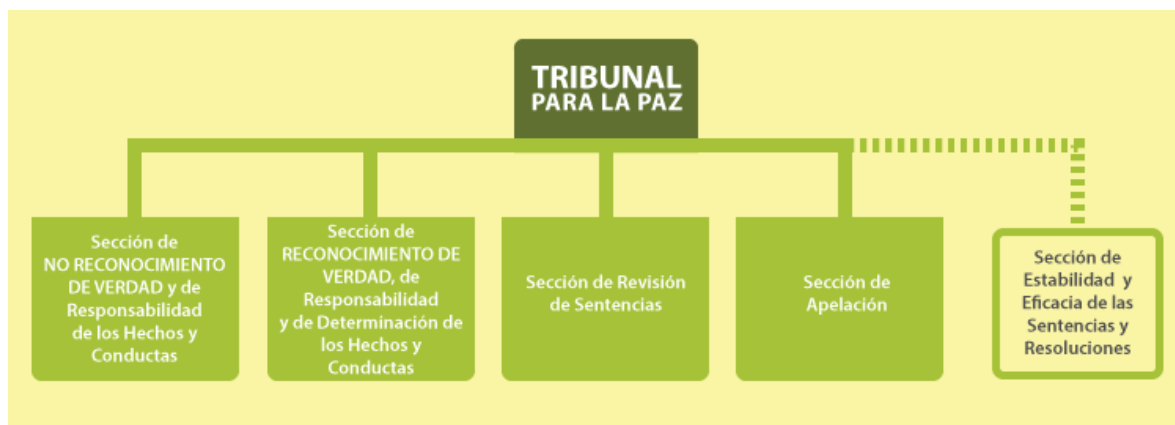 TRIBUNAL
PARA LA PAZ
Sección de
NO RECONOCIMIENTO
DE VERDAD y de
Responsabilidad
de los Hechos y
Conductas
Sección de
RECONOCIMIENTO DE
VERDAD, de
Responsabilidad
y de Determinación de
los Hechos y
Conductas
Sección de Revisión
de Sentencias
Sección de
Apelación
Sección de
Estabilidad y
Eficacia de las
Sentencias y
Resoluciones